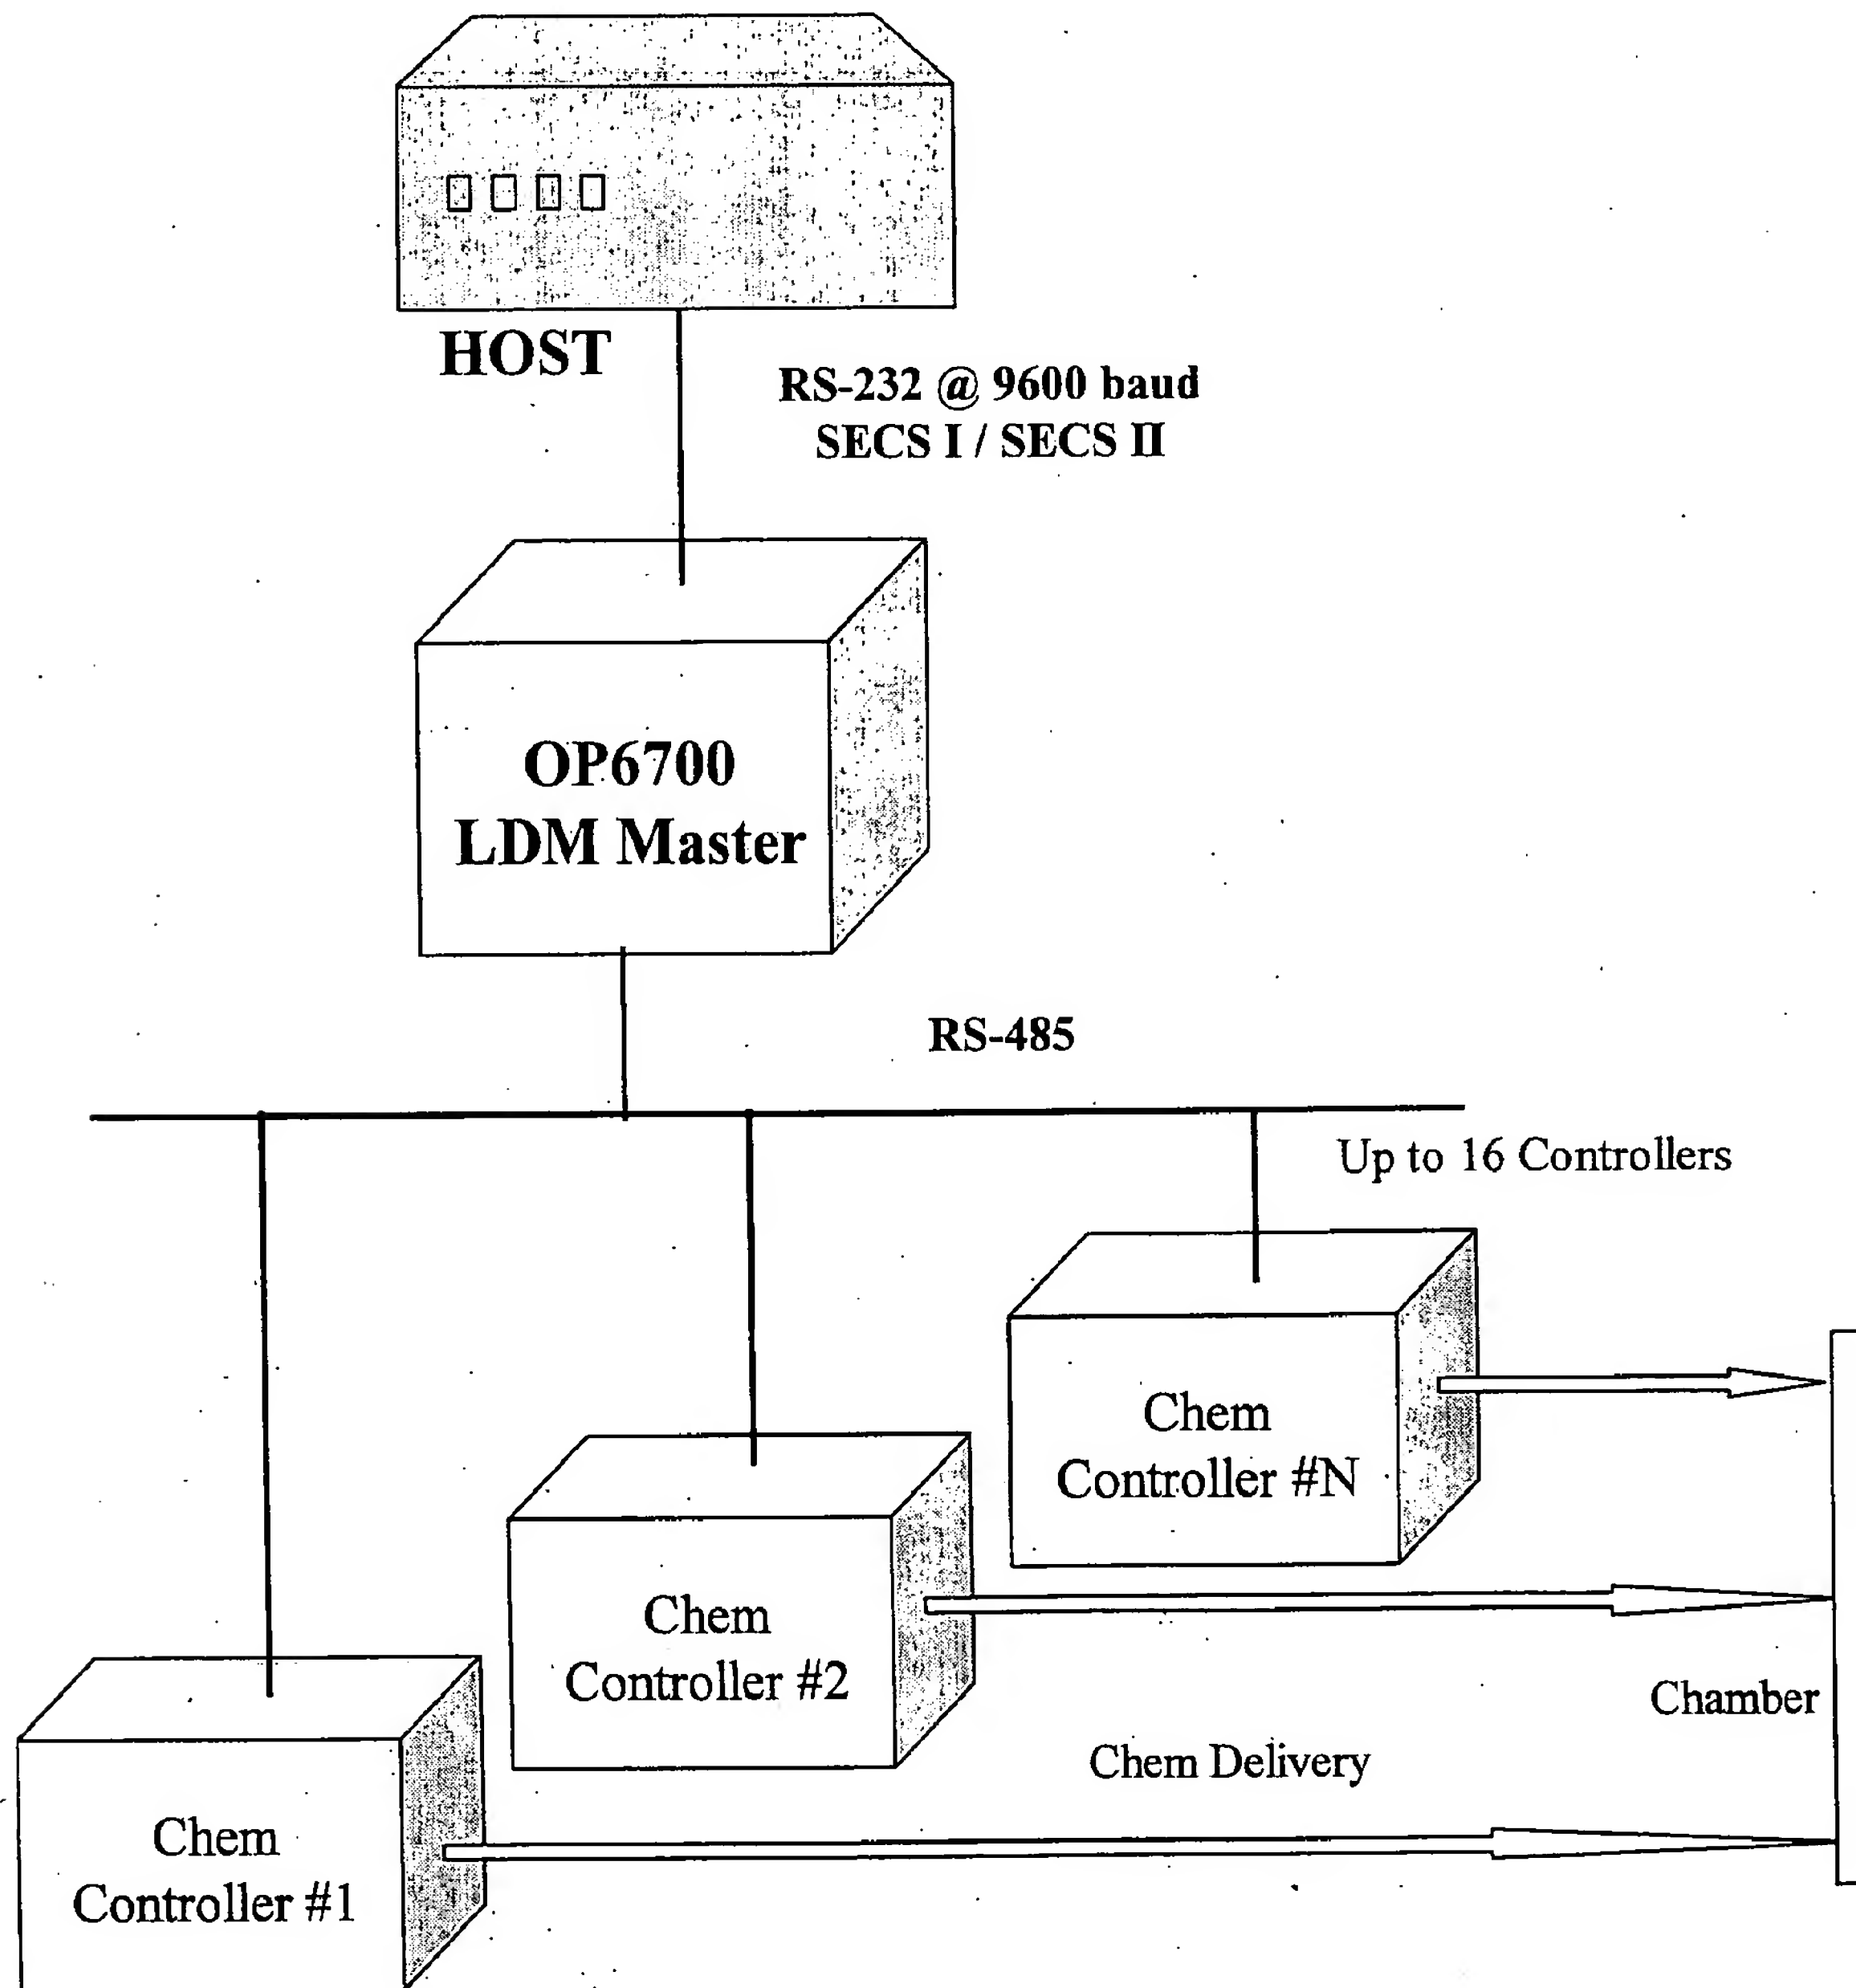 HOST
RS-232 @ 9600 baud
SECS I / SECS II
OP6700
LDM Master
RS-485
Up to 16 Controllers
Chem
Controller #N
Chem
Controller #2
Chamber
Chem Delivery
Chem
Controller #1